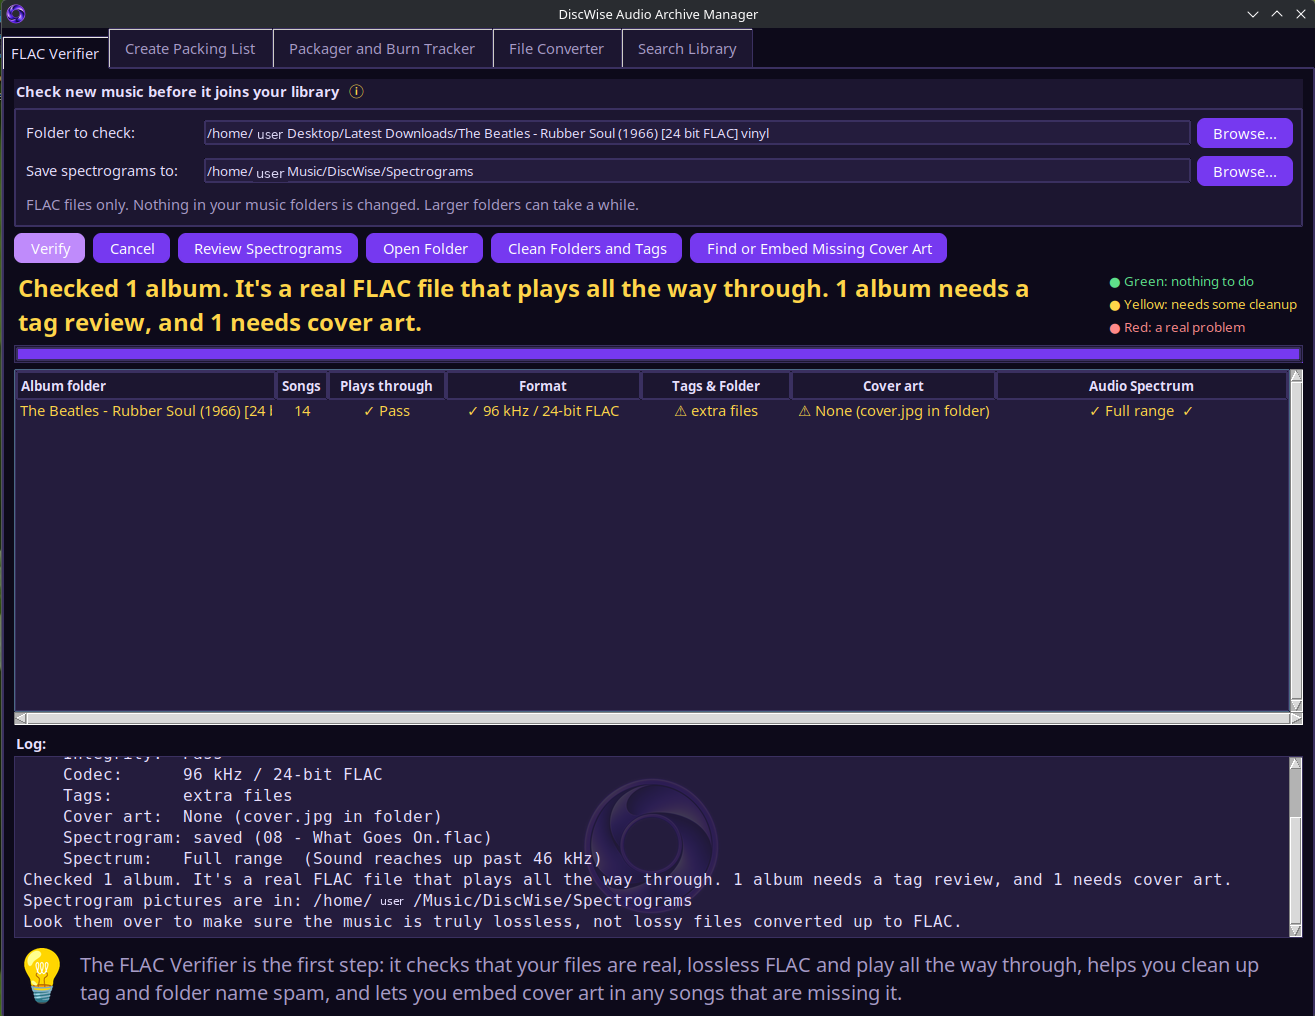 DiscWise Audio Archive Manager
FLAC Verifier
Create Packing List
Packager and Burn Tracker
File Converter
Search Library
Check new music before it joins your library
Folder to check:
/home/ user Desktop/Latest Downloads/The Beatles - Rubber Soul (1966) [24 bit FLAC] vinyl
Browse...
Save spectrograms to:
/home/ user Music/DiscWise/Spectrograms
Browse...
FLAC files only. Nothing in your music folders is changed. Larger folders can take a while.
Verify
Cancel
Review Spectrograms
Open Folder
Clean Folders and Tags
Find or Embed Missing Cover Art
Checked 1 album. It's a real FLAC file that plays all the way through. 1 album needs a
tag review, and 1 needs cover art.
Green: nothing to do
Yellow: needs some cleanup
Red: a real problem
Album folder Songs Plays through Format Tags & Folder Cover art Audio Spectrum
The Beatles - Rubber Soul (1966) [24 14 ✓ Pass ✓ 96 kHz / 24-bit FLAC ⚠ extra files ⚠ None (cover.jpg in folder) ✓ Full range ✓
Log:
Integrity: Pass
Codec: 96 kHz / 24-bit FLAC
Tags: extra files
Cover art: None (cover.jpg in folder)
Spectrogram: saved (08 - What Goes On.flac)
Spectrum: Full range (Sound reaches up past 46 kHz)
Checked 1 album. It's a real FLAC file that plays all the way through. 1 album needs a tag review, and 1 needs cover art.
Spectrogram pictures are in: /home/ user /Music/DiscWise/Spectrograms
Look them over to make sure the music is truly lossless, not lossy files converted up to FLAC.
The FLAC Verifier is the first step: it checks that your files are real, lossless FLAC and play all the way through, helps you clean up
tag and folder name spam, and lets you embed cover art in any songs that are missing it.